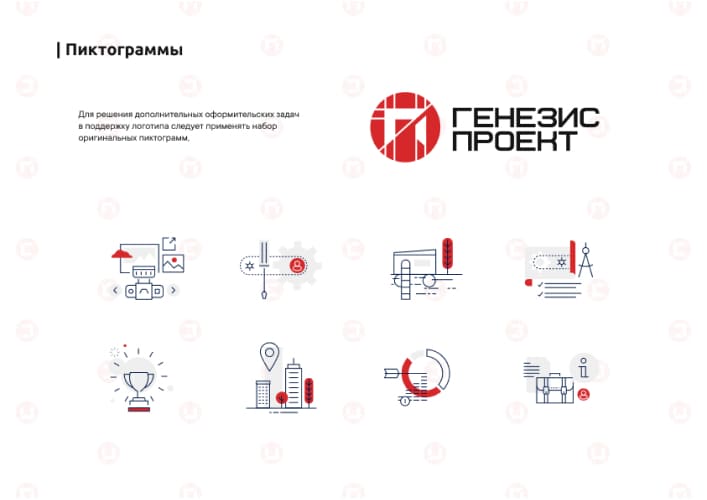 | Пиктограммы
Для решения дополнительных оформительских задач
в поддержку логотипа следует применять набор
оригинальных пиктограмм.
ГЕНЕЗИС
ПРОЕКТ
i